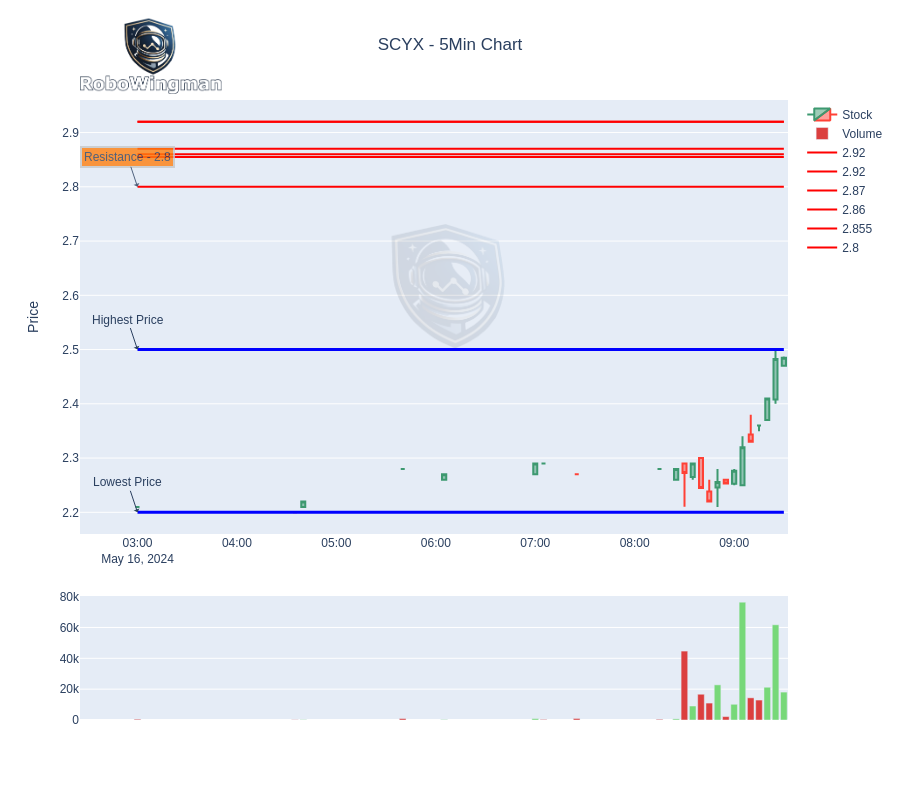 SCYX - 5Min Chart
RoboWingman
Stock
Volume
2.92
2.92
2.87
2.86
2.855
2.8
Price
2.9
2.8
2.7
2.6
2.5
2.4
2.3
2.2
Resistance - 2.8
Highest Price
Lowest Price
03:00
04:00
05:00
06:00
07:00
08:00
09:00
May 16, 2024
80k
60k
40k
20k
0